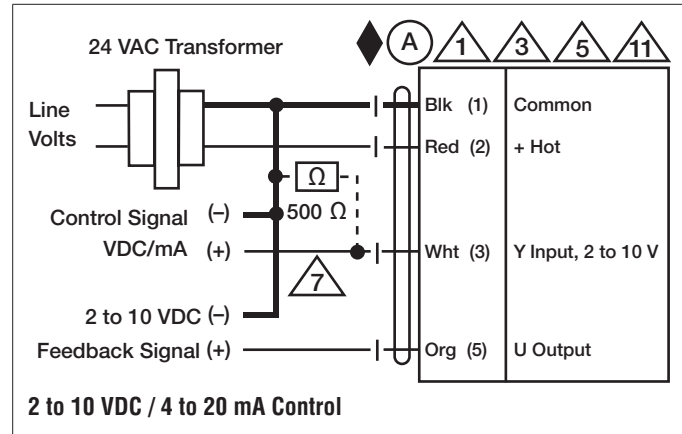 24 VAC Transformer
A 1 3 5 11
Line
Volts
Blk (1) Common
Red (2) + Hot
Ω
Control Signal (–) 500 Ω
VDC/mA (+) Wht (3) Y Input, 2 to 10 V
7
2 to 10 VDC (–)
Feedback Signal (+) Org (5) U Output
2 to 10 VDC / 4 to 20 mA Control